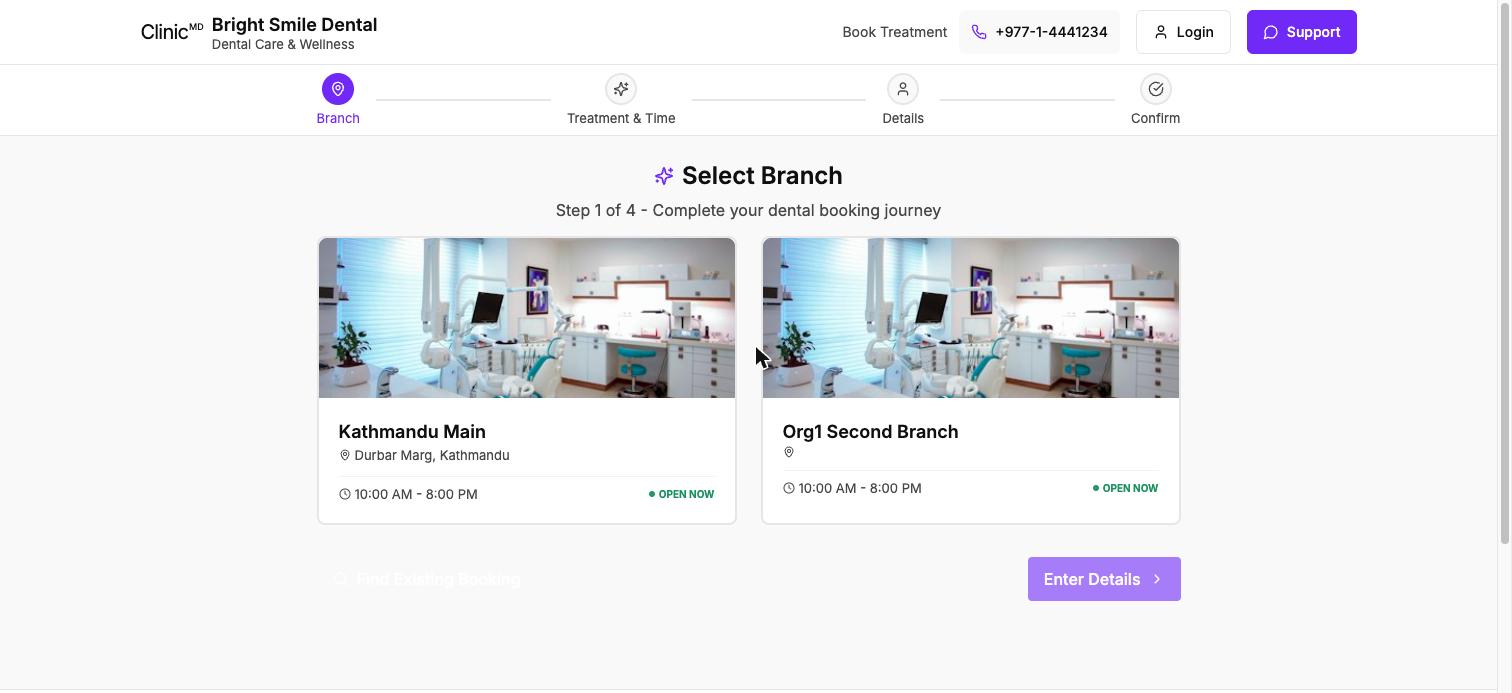 Clinic MD
Bright Smile Dental
Dental Care & Wellness
Book Treatment
+977-1-4441234
Login
Support
Branch
Treatment & Time
Details
Confirm
Select Branch
Step 1 of 4 - Complete your dental booking journey
Kathmandu Main
Durbar Marg, Kathmandu
10:00 AM - 8:00 PM
OPEN NOW
Org1 Second Branch
10:00 AM - 8:00 PM
OPEN NOW
Find Existing Booking
Enter Details